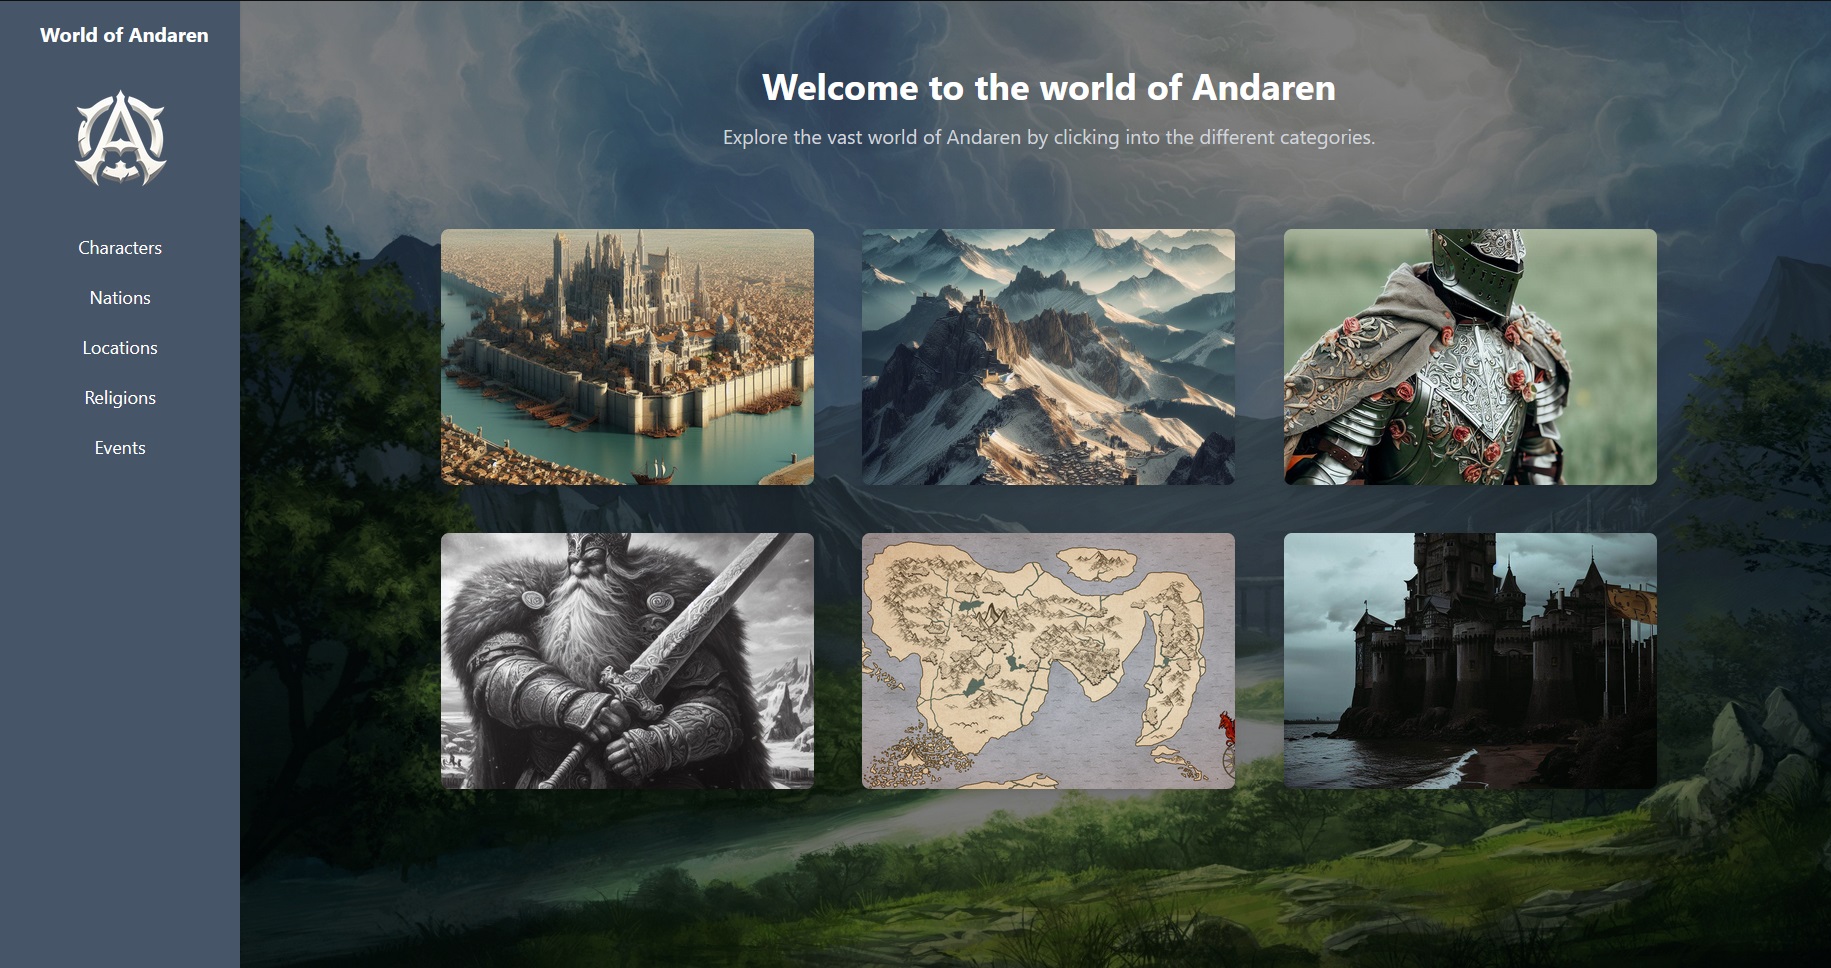 World of Andaren
Characters
Nations
Locations
Religions
Events
Welcome to the world of Andaren
Explore the vast world of Andaren by clicking into the different categories.